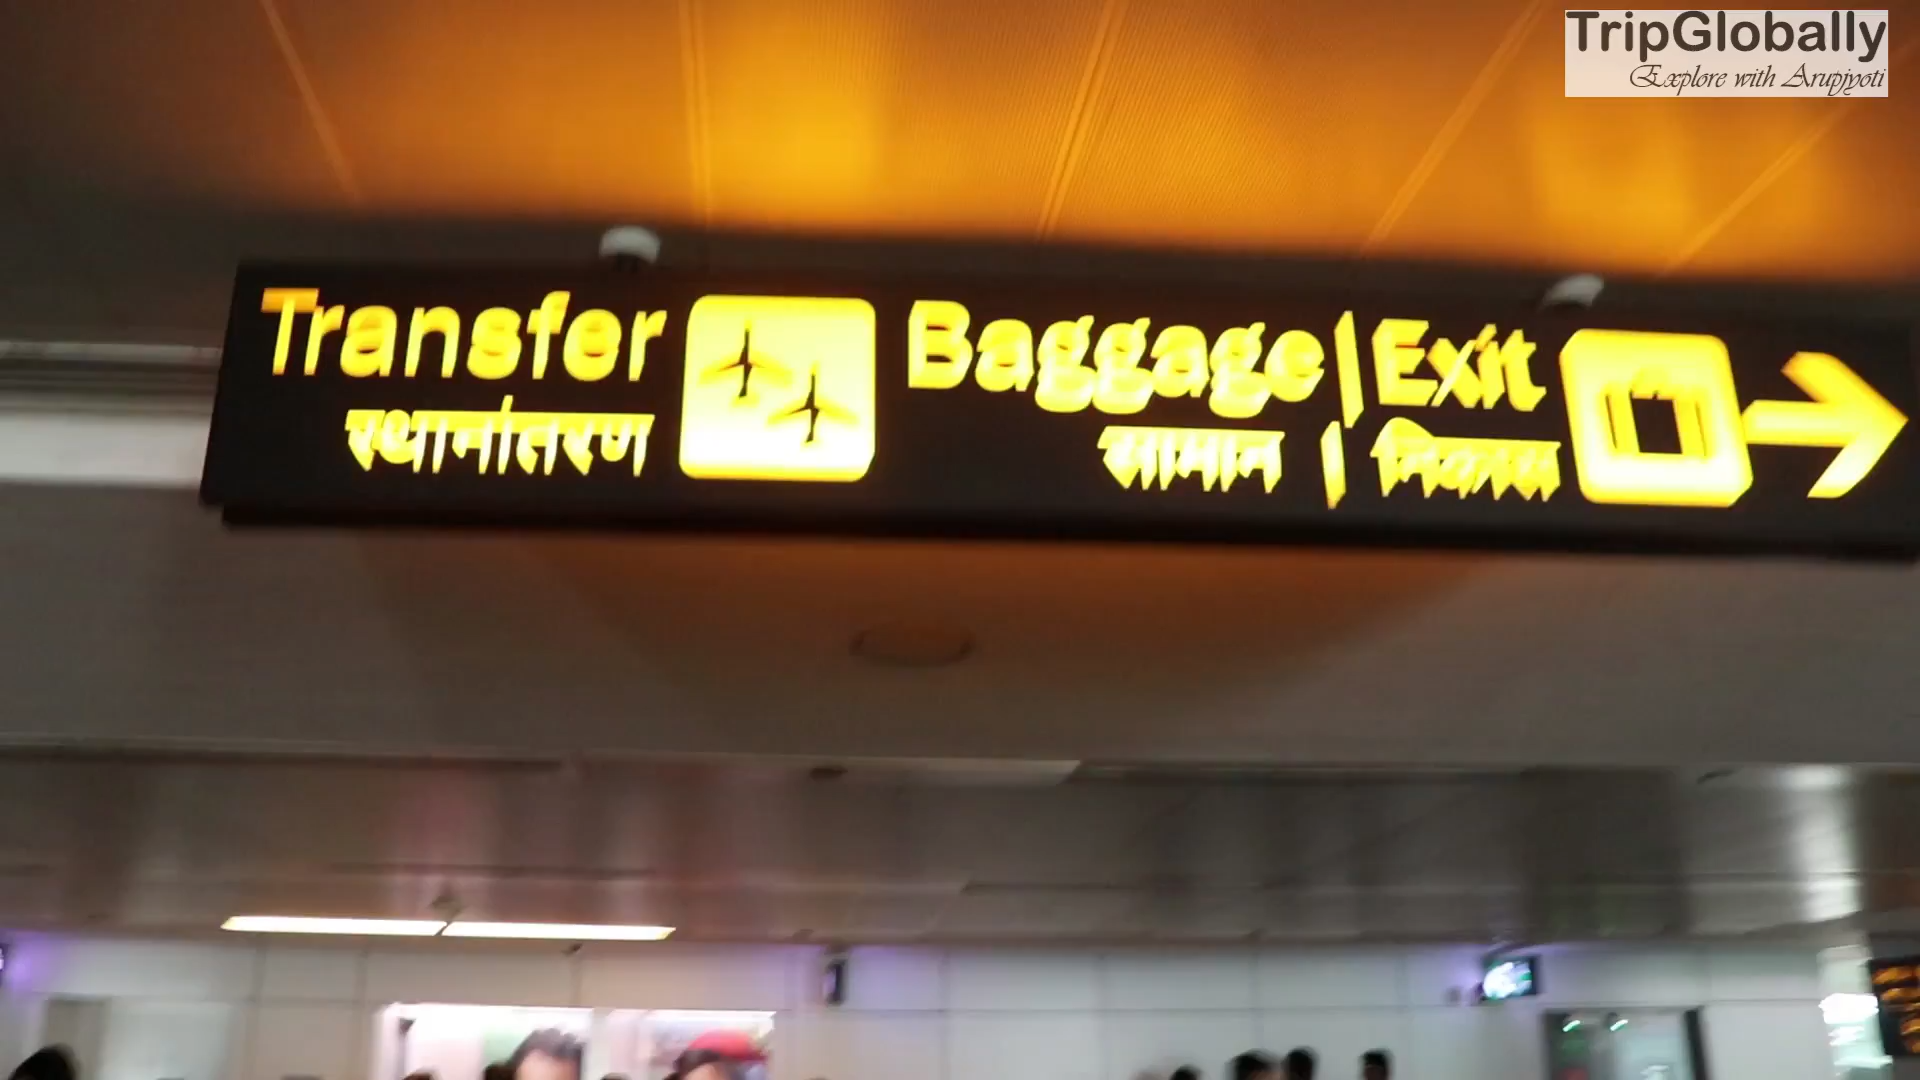 TripGlobally
Explore with Arupjyoti
Transfer
स्थानांतरण
Baggage | Exit
सामान | निकास